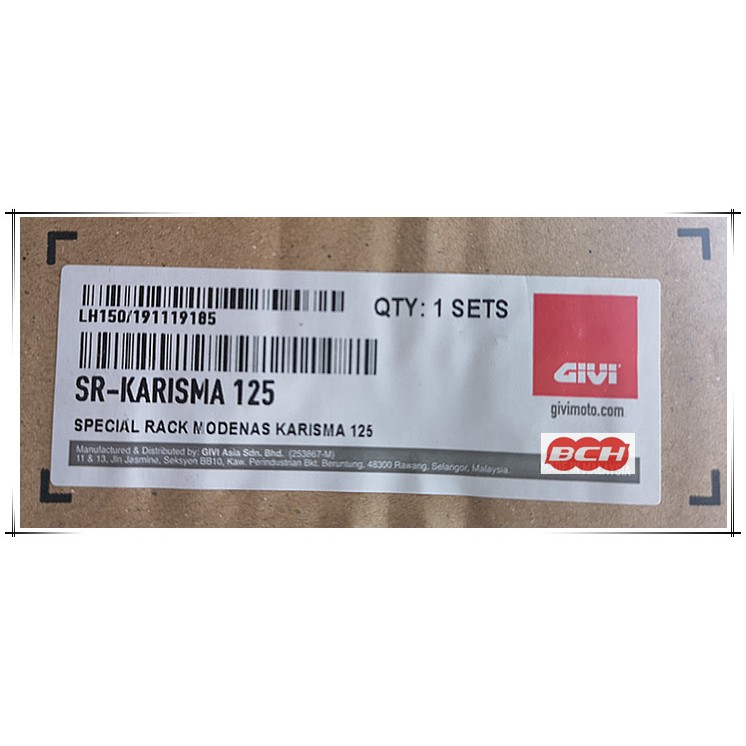 LH150/191119185
QTY: 1 SETS
SR-KARISMA 125
SPECIAL RACK MODENAS KARISMA 125
Manufactured & Distributed by: GIVI Asia Sdn. Bhd. (253867-M)
11 & 13, Jln Jasmine, Seksyen BB10, Kaw. Perindustrian Bkt. Beruntung, 48300 Rawang, Selangor, Malaysia.
GIVI
givimoto.com
BCH